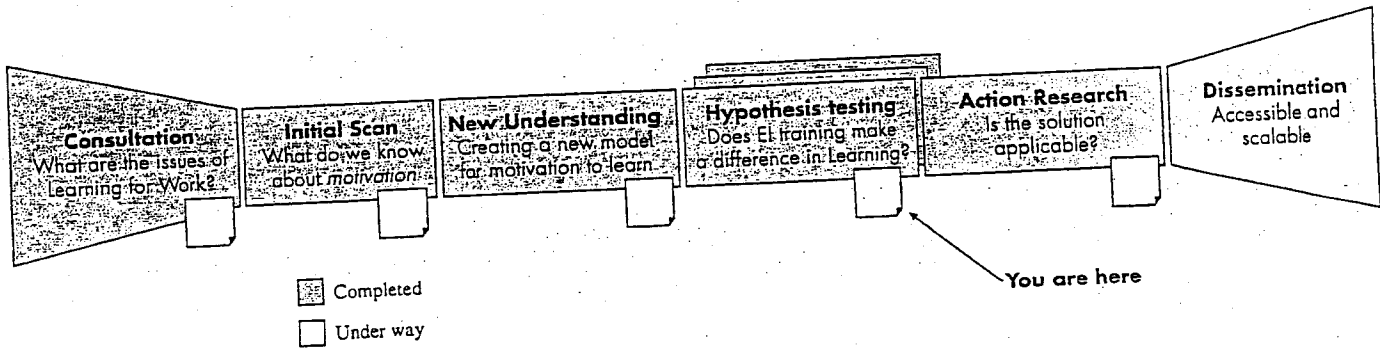 Consultation
What are the issues of
Learning for Work?
Initial Scan
What do we know
about motivation
New Understanding
Creating a new model
for motivation to learn
Hypothesis testing
Does EI training make
a difference in Learning?
Action Research
Is the solution
applicable?
Dissemination
Accessible and
scalable
You are here
Completed
Under way